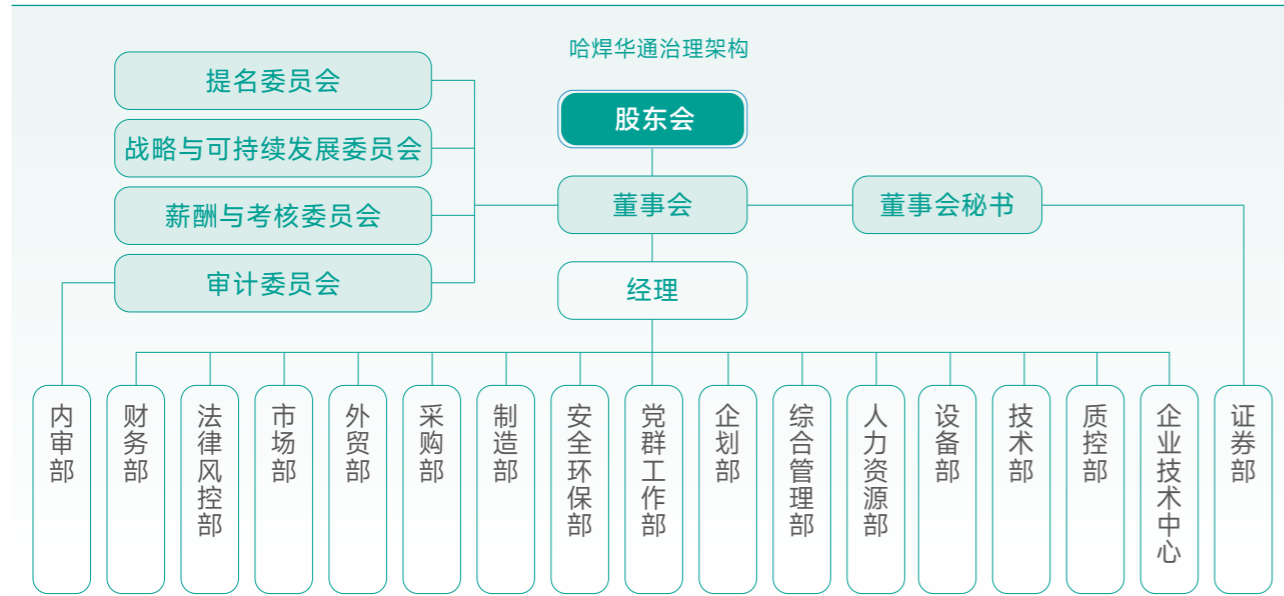 哈焊华通治理架构
提名委员会
战略与可持续发展委员会
薪酬与考核委员会
审计委员会
股东会
董事会
董事会秘书
经理
内审部
财务部
法律风控部
市场部
外贸部
采购部
制造部
安全环保部
党群工作部
企划部
综合管理部
人力资源部
设备部
技术部
质控部
企业技术中心
证券部